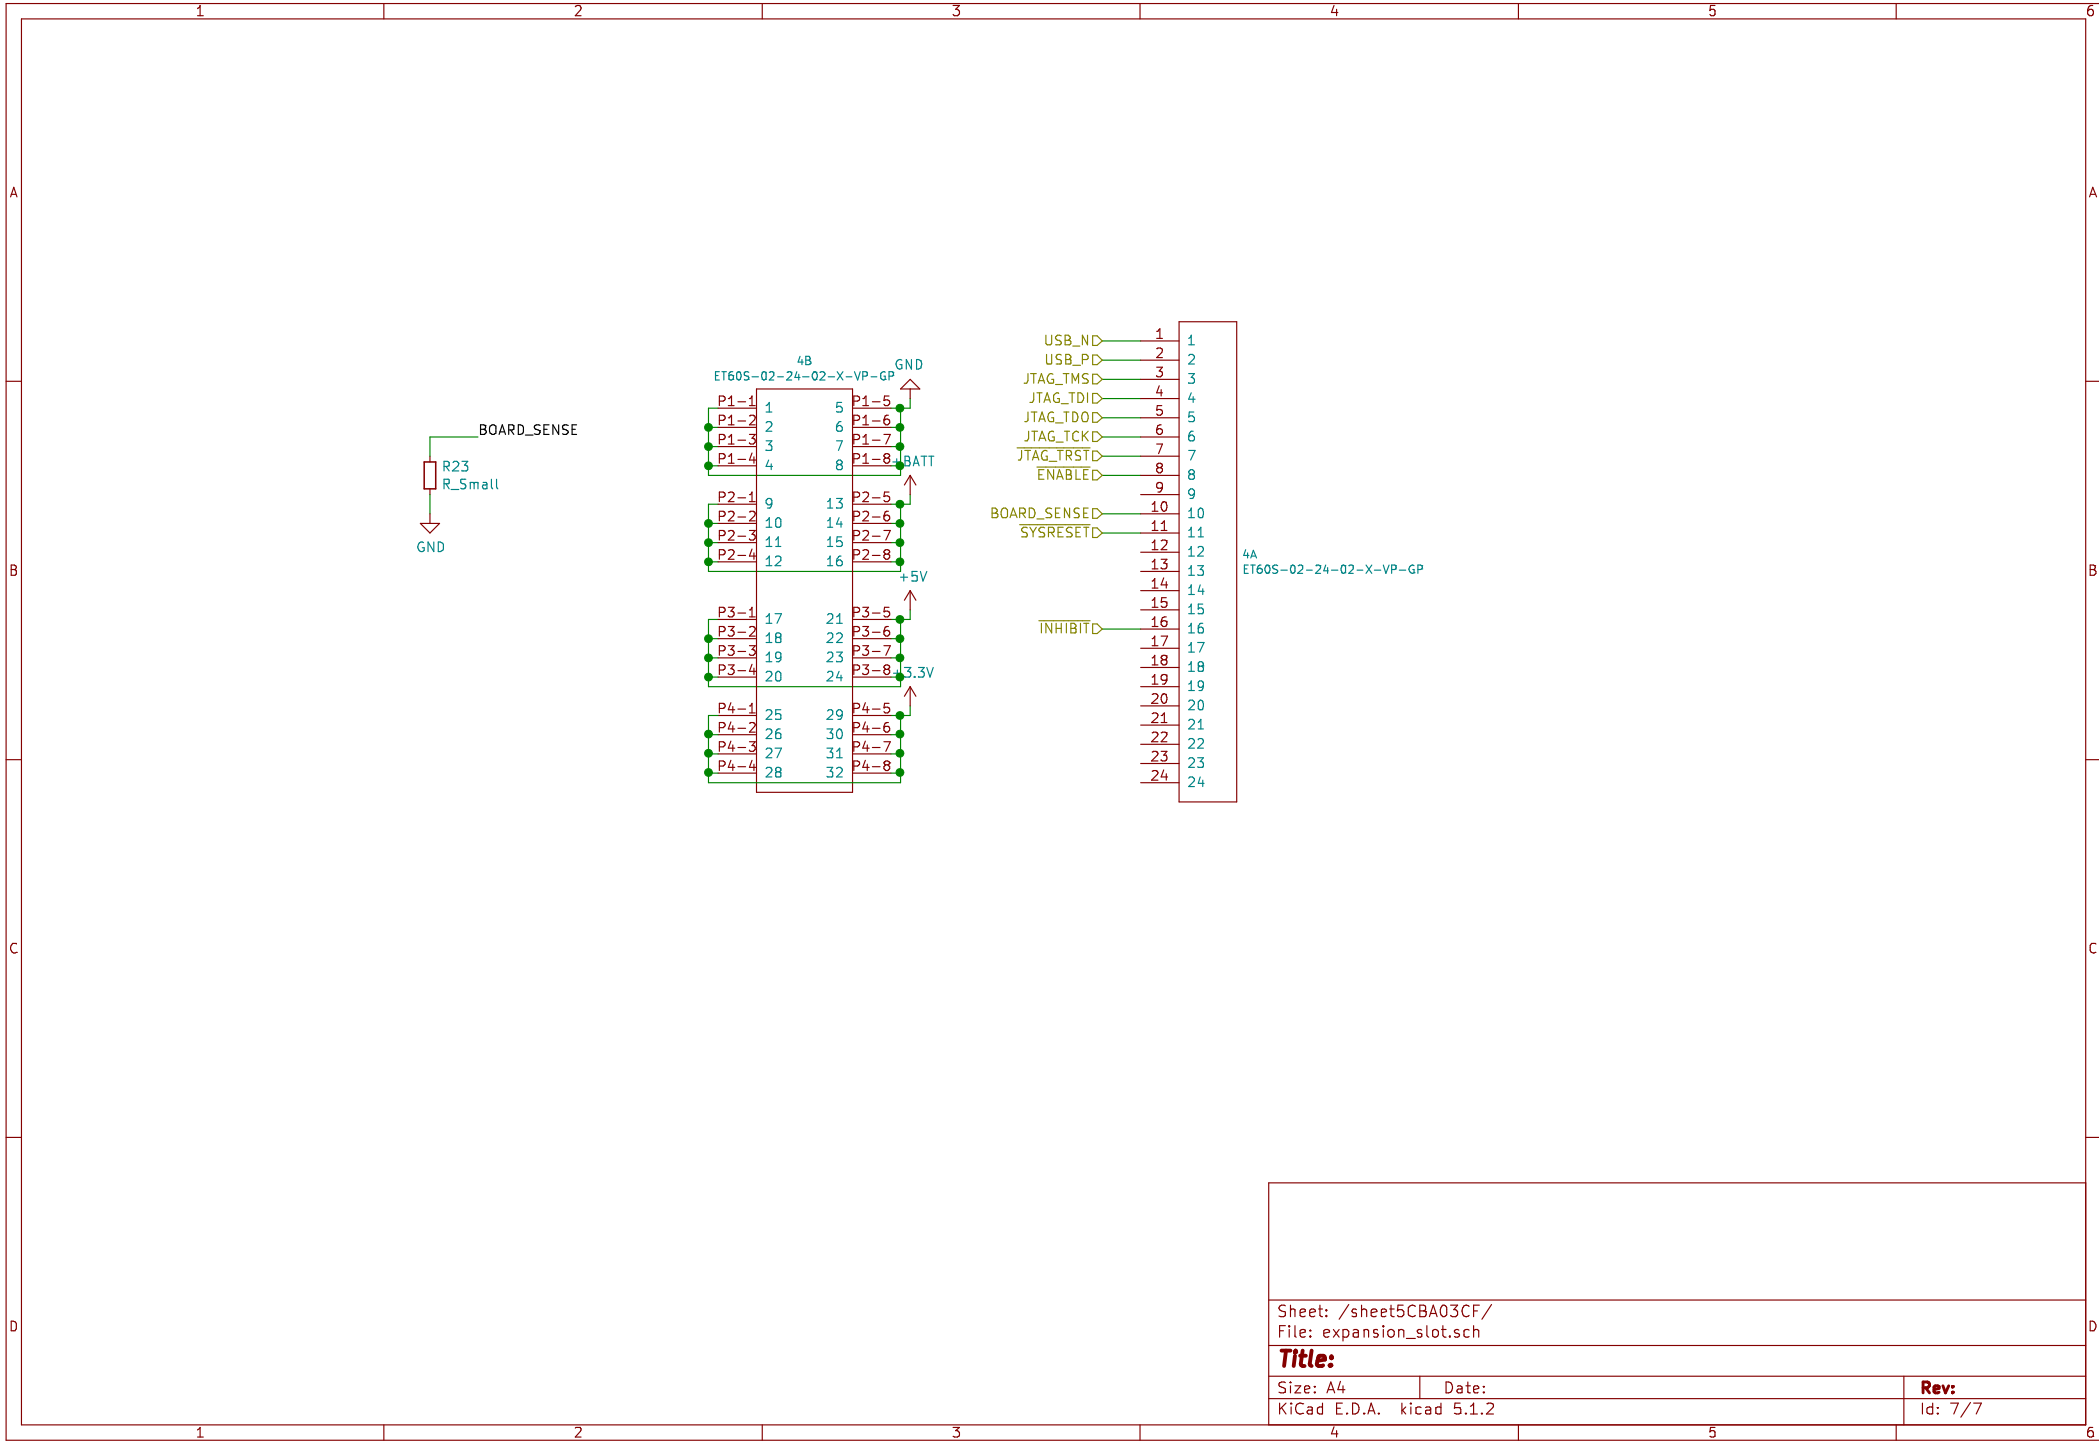 1 2 3 4 5 6
A A
B B
C C
D D
BOARD_SENSE
R23
R_Small
GND
4B
ET60S-02-24-02-X-VP-GP
GND
P1-1 1 5 P1-5
P1-2 2 6 P1-6
P1-3 3 7 P1-7
P1-4 4 8 P1-8
+BATT
P2-1 9 13 P2-5
P2-2 10 14 P2-6
P2-3 11 15 P2-7
P2-4 12 16 P2-8
+5V
P3-1 17 21 P3-5
P3-2 18 22 P3-6
P3-3 19 23 P3-7
P3-4 20 24 P3-8
+3.3V
P4-1 25 29 P4-5
P4-2 26 30 P4-6
P4-3 27 31 P4-7
P4-4 28 32 P4-8
USB_N 1 1
USB_P 2 2
JTAG_TMS 3 3
JTAG_TDI 4 4
JTAG_TDO 5 5
JTAG_TCK 6 6
JTAG_TRST 7 7
ENABLE 8 8
9 9
BOARD_SENSE 10 10
SYSRESET 11 11
12 12
13 13
14 14
15 15
INHIBIT 16 16
17 17
18 18
19 19
20 20
21 21
22 22
23 23
24 24
4A
ET60S-02-24-02-X-VP-GP
Sheet: /sheet5CBA03CF/
File: expansion_slot.sch
Title:
Size: A4 Date: Rev:
KiCad E.D.A. kicad 5.1.2 Id: 7/7
1 2 3 4 5 6